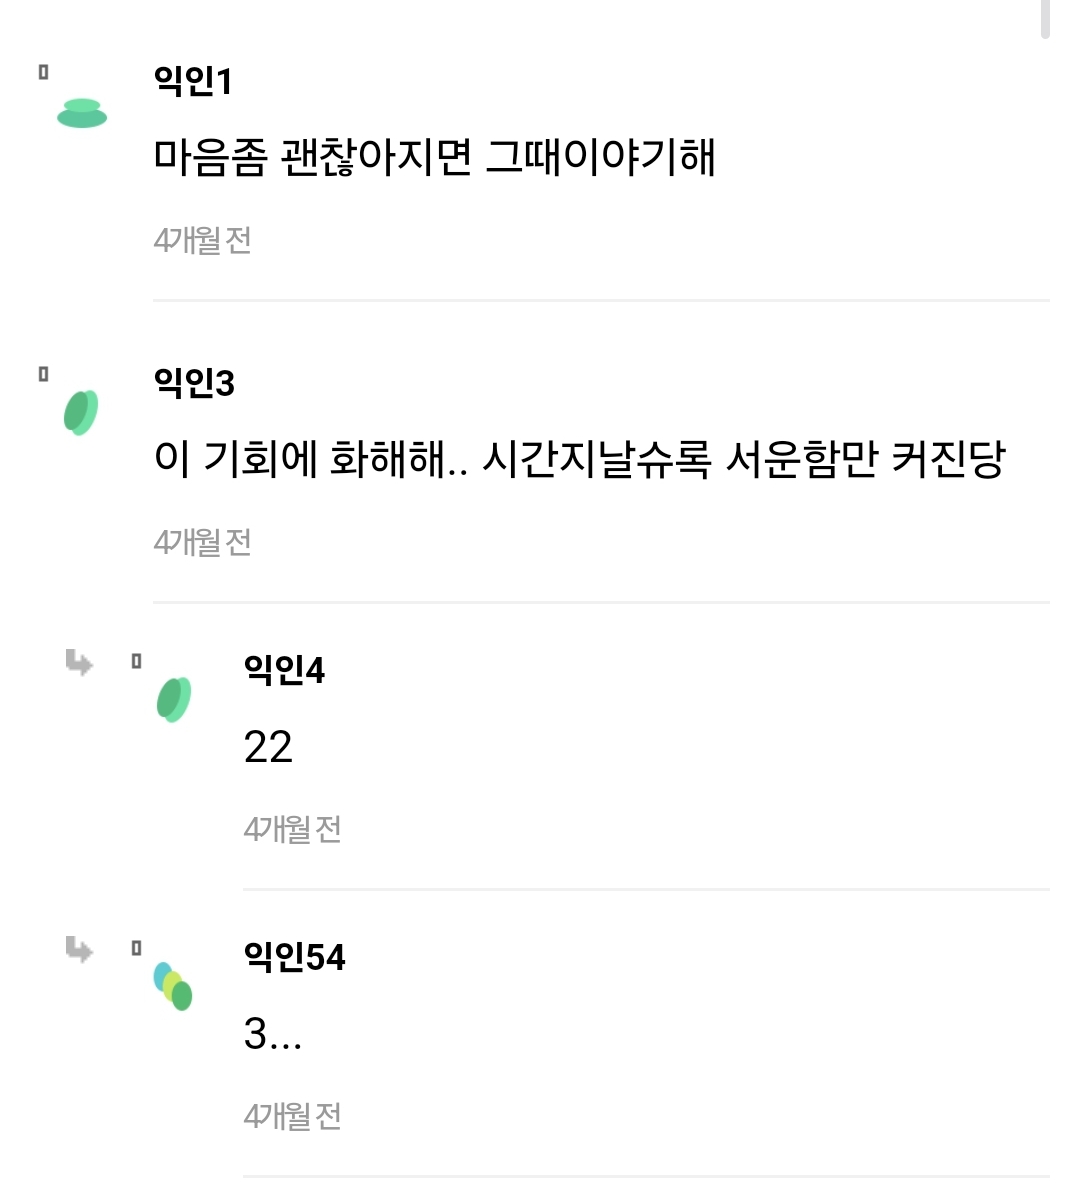 익인1
마음좀 괜찮아지면 그때이야기해
4개월 전
익인3
이 기회에 화해해.. 시간지날슈록 서운함만 커진당
4개월 전
익인4
22
4개월 전
익인54
3...
4개월 전